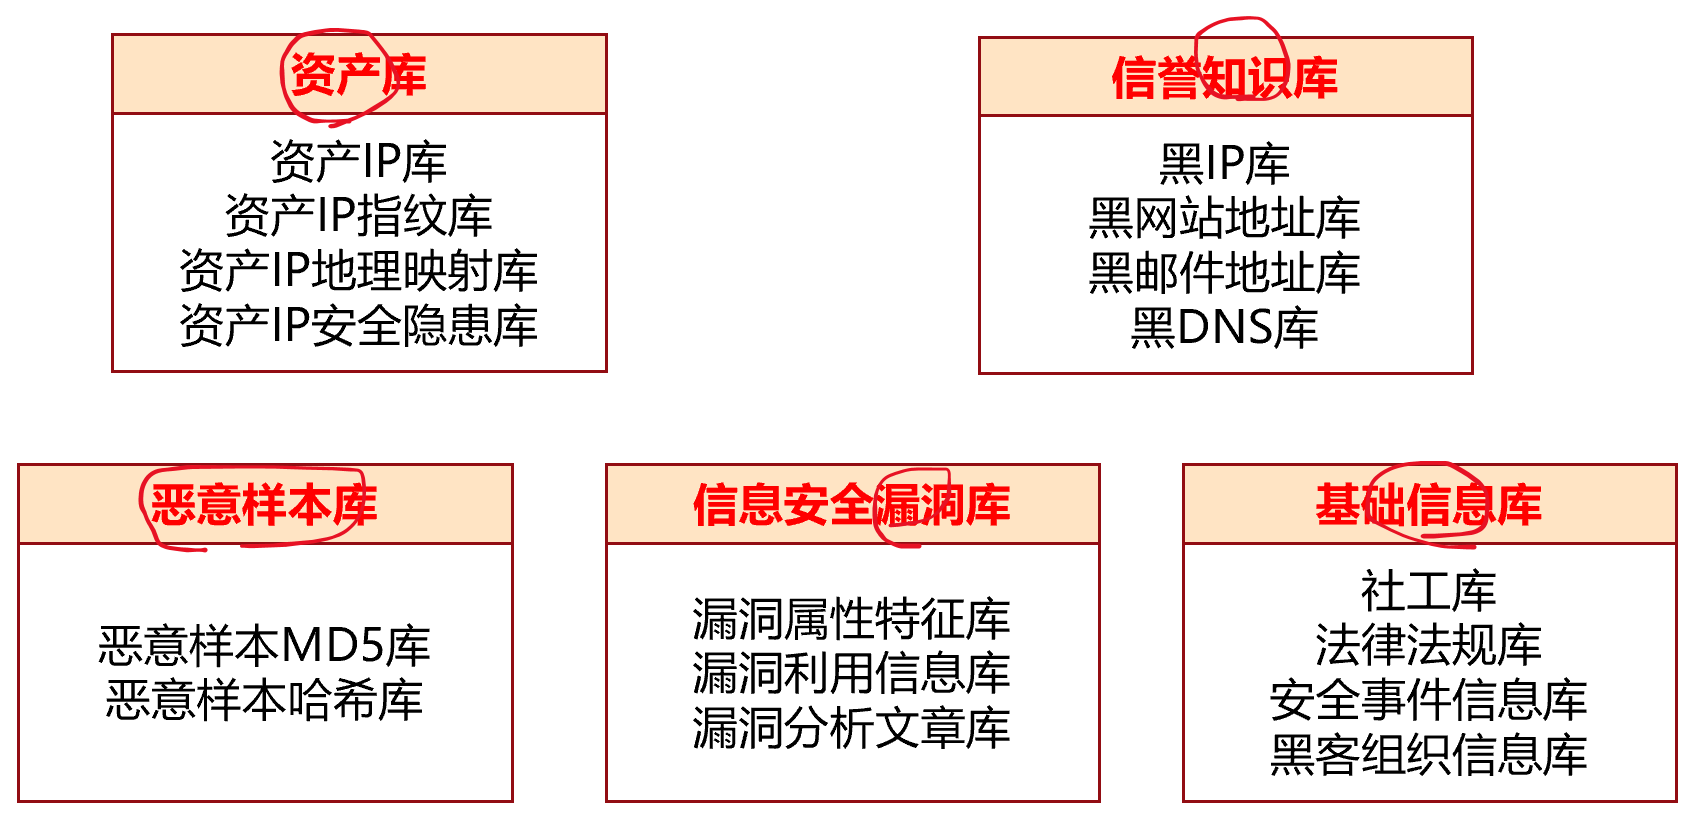 资产库
资产IP库
资产IP指纹库
资产IP地理映射库
资产IP安全隐患库
信誉知识库
黑IP库
黑网站地址库
黑邮件地址库
黑DNS库
恶意样本库
恶意样本MD5库
恶意样本哈希库
信息安全漏洞库
漏洞属性特征库
漏洞利用信息库
漏洞分析文章库
基础信息库
社工库
法律法规库
安全事件信息库
黑客组织信息库